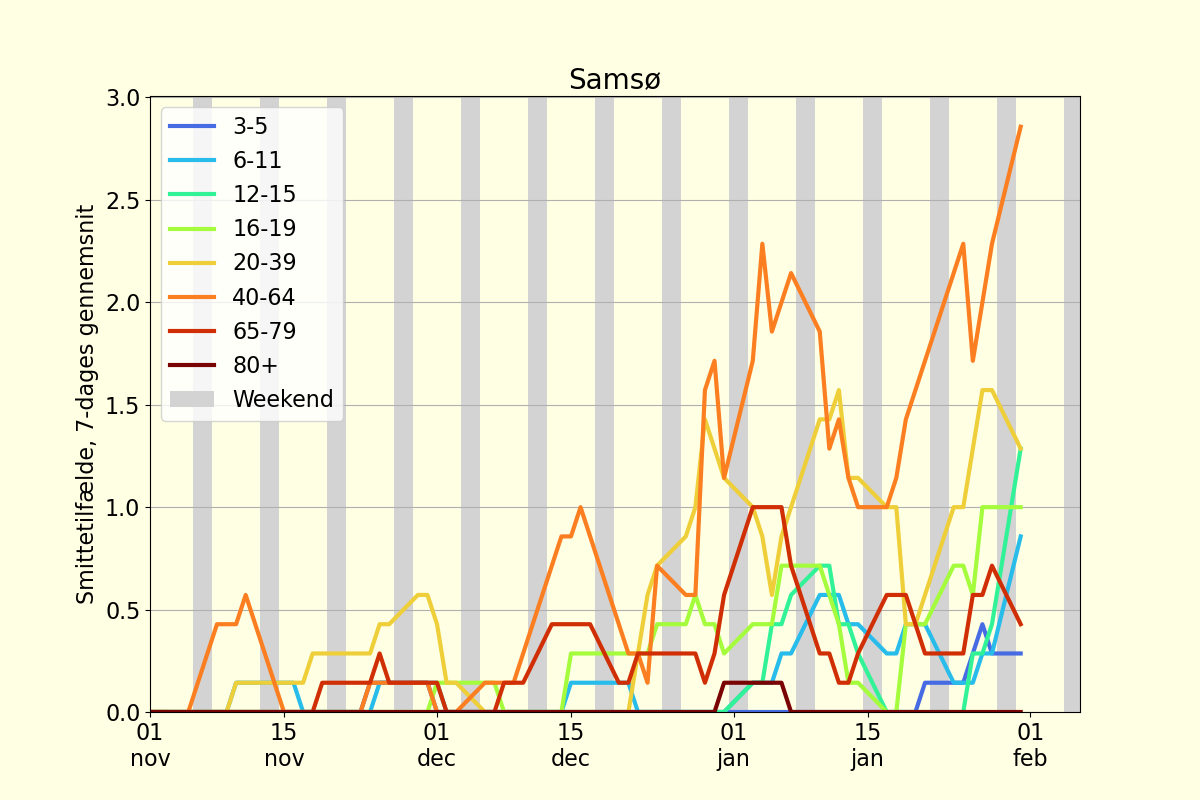 Samsø
Smittetilfælde, 7-dages gennemsnit
3.0
2.5
2.0
1.5
1.0
0.5
0.0
3-5
6-11
12-15
16-19
20-39
40-64
65-79
80+
Weekend
01 nov
15 nov
01 dec
15 dec
01 jan
15 jan
01 feb